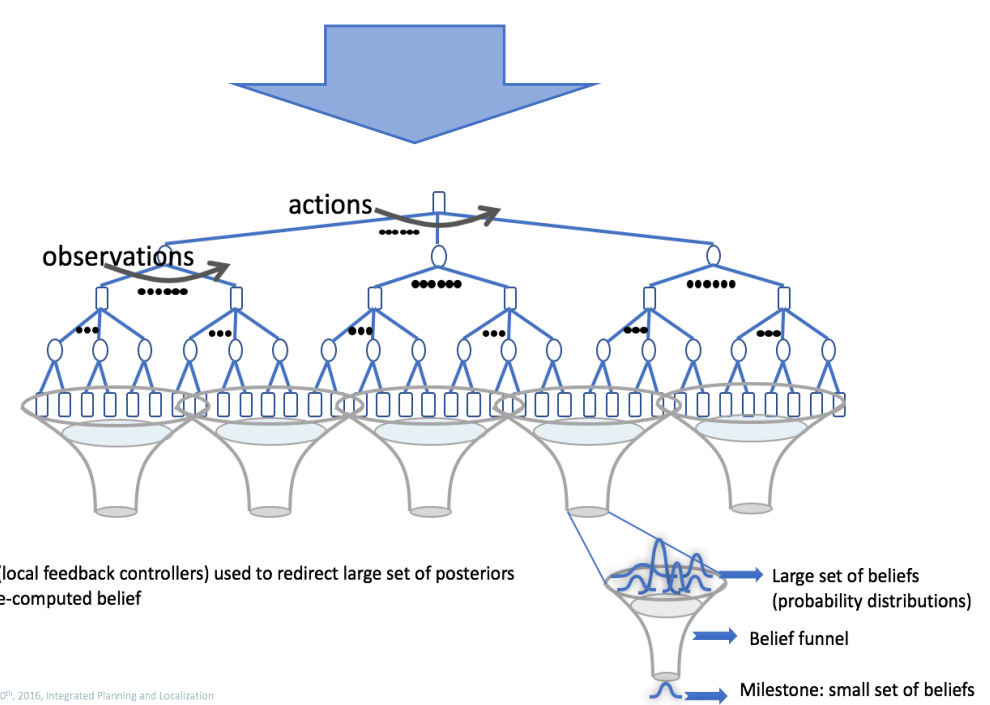 actions
observations
(local feedback controllers) used to redirect large set of posteriors
e-computed belief
Large set of beliefs
(probability distributions)
Belief funnel
Milestone: small set of beliefs
0th, 2016, Integrated Planning and Localization